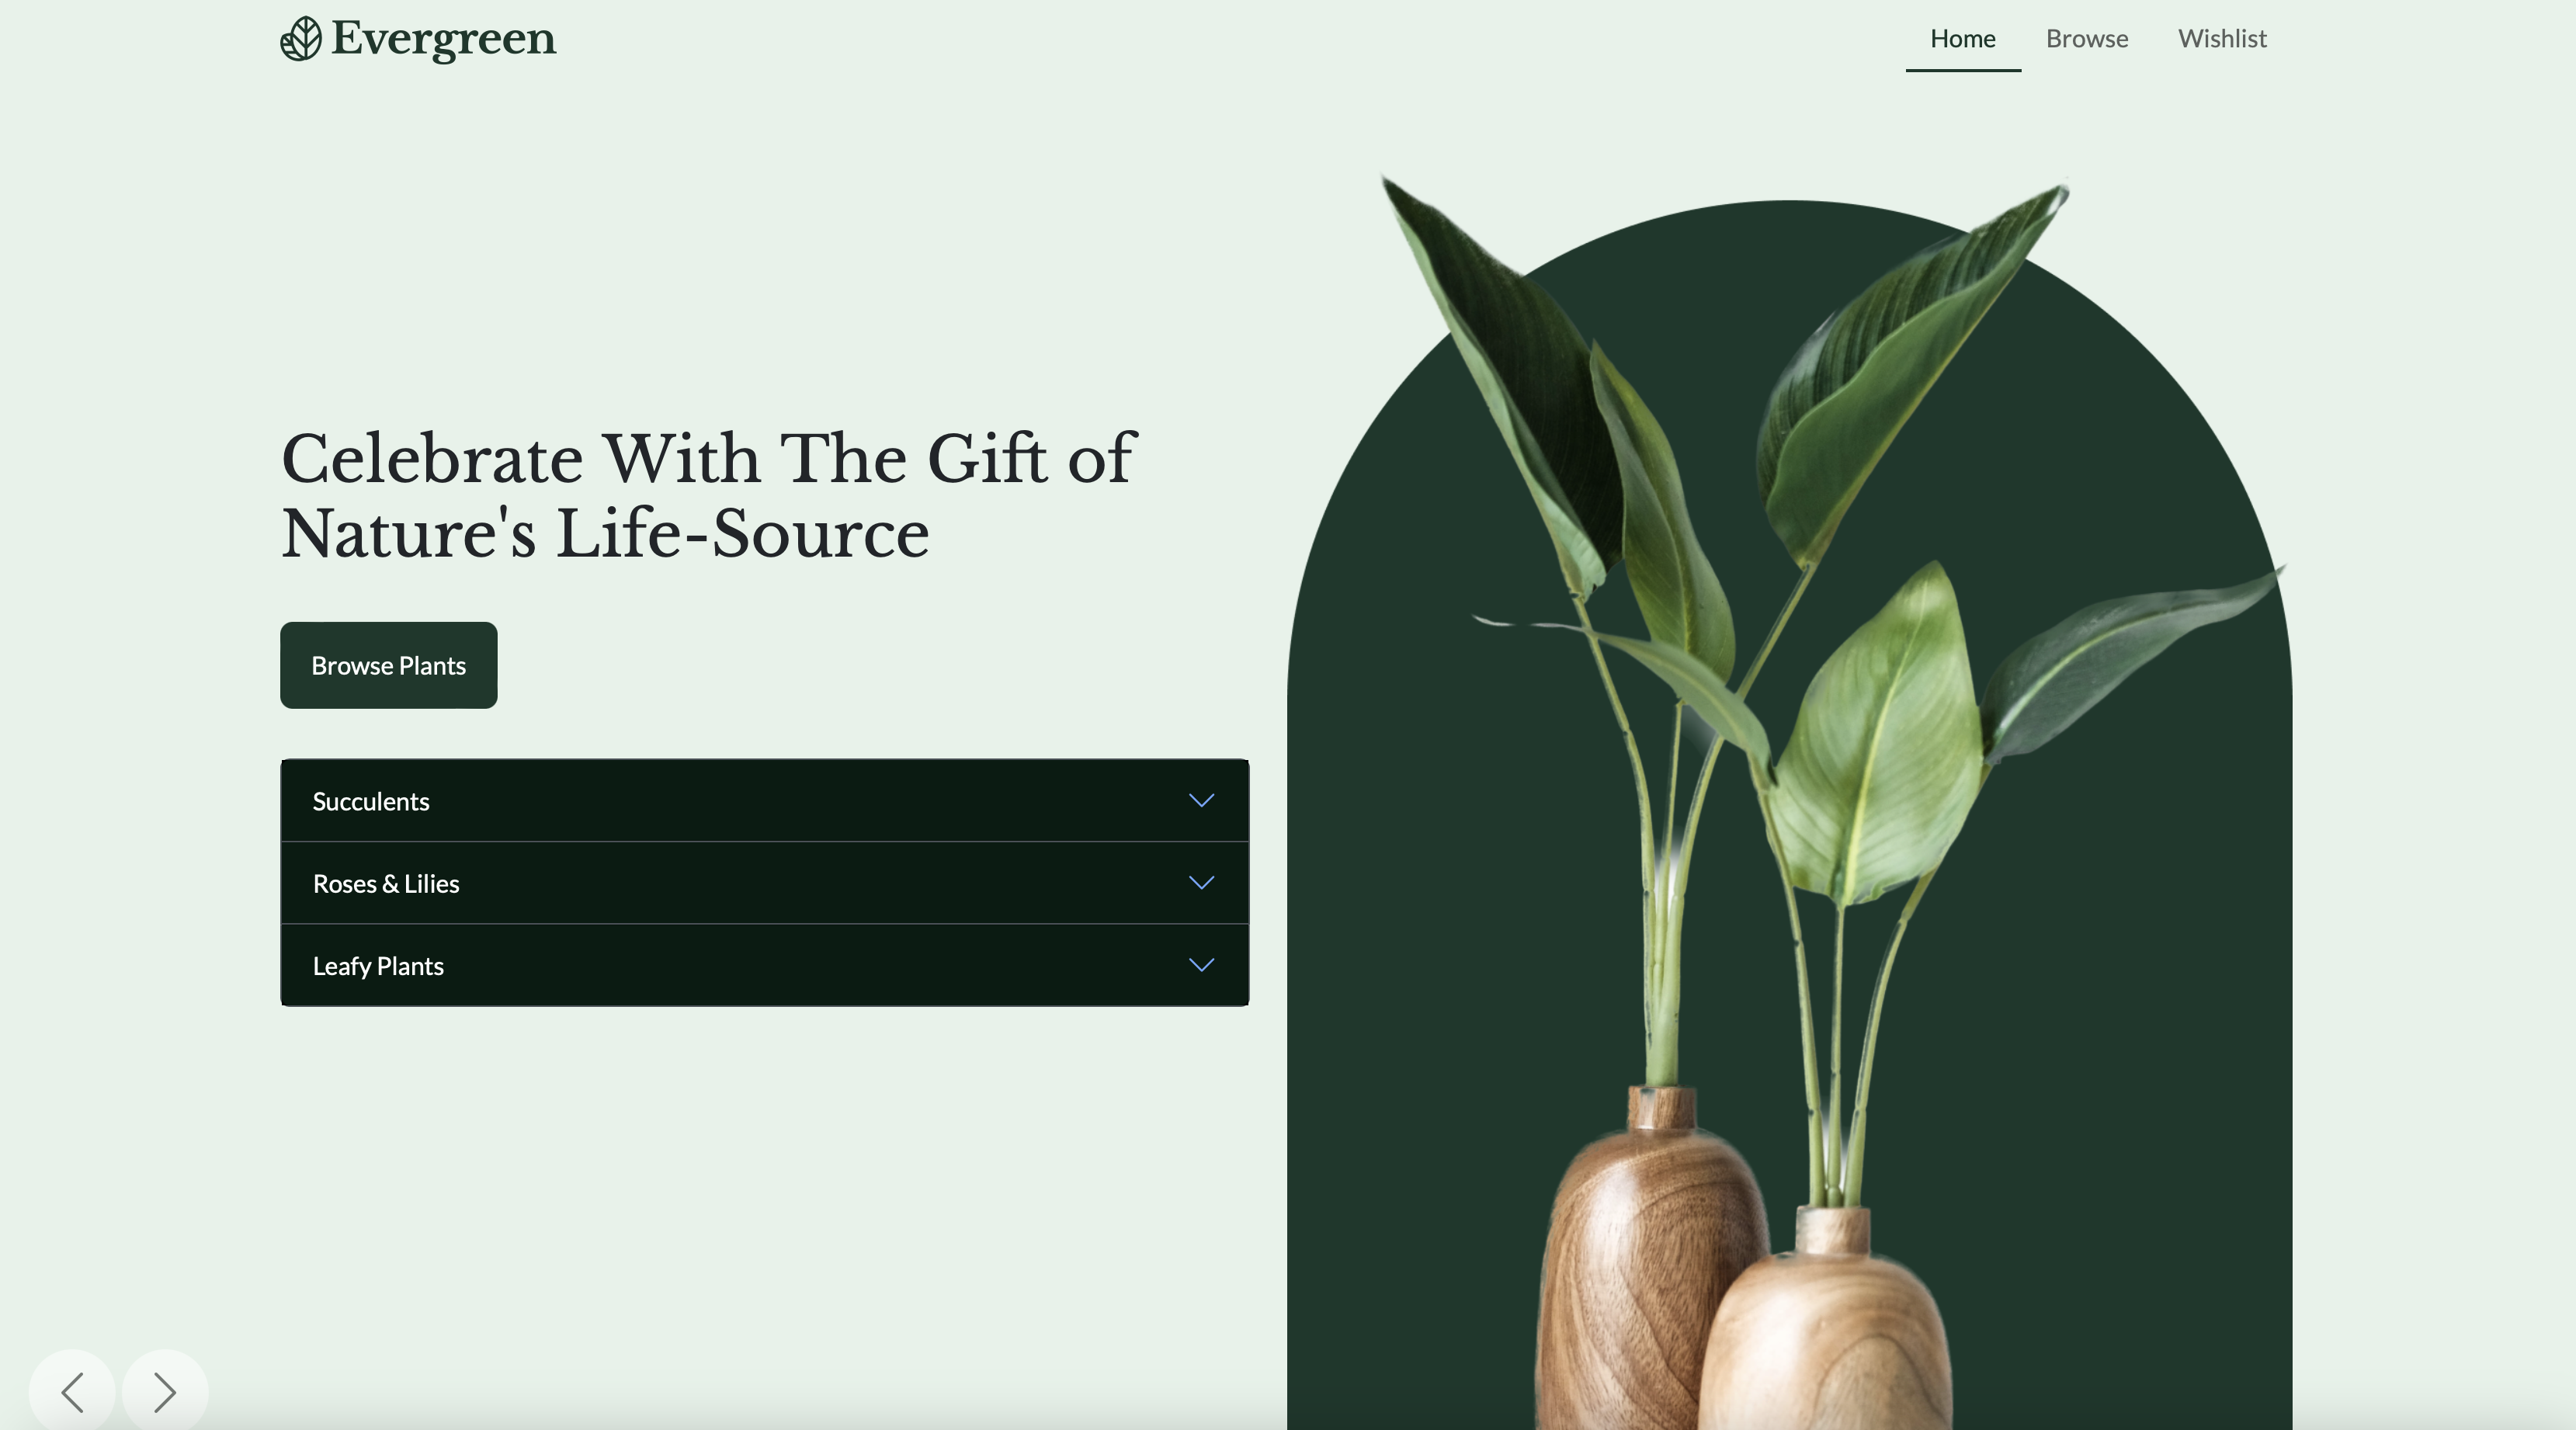 Evergreen
Home
Browse
Wishlist
Celebrate With The Gift of
Nature's Life-Source
Browse Plants
Succulents
Roses & Lilies
Leafy Plants